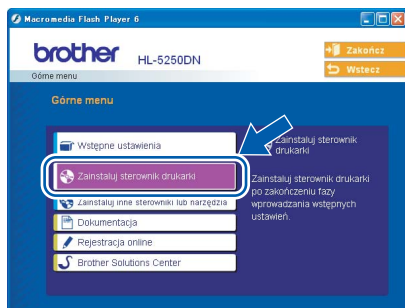 Macromedia Flash Player 6
brother
HL-5250DN
Zakończ
Wstecz
Górne menu
Górne menu
Wstępne ustawienia
Zainstaluj sterownik drukarki
Zainstaluj inne sterowniki lub narzędzia
Dokumentacja
Rejestracja online
Brother Solutions Center
Zainstaluj sterownik
drukarki
Zainstaluj sterownik drukarki
po zakończeniu fazy
wprowadzania wstępnych
ustawień.